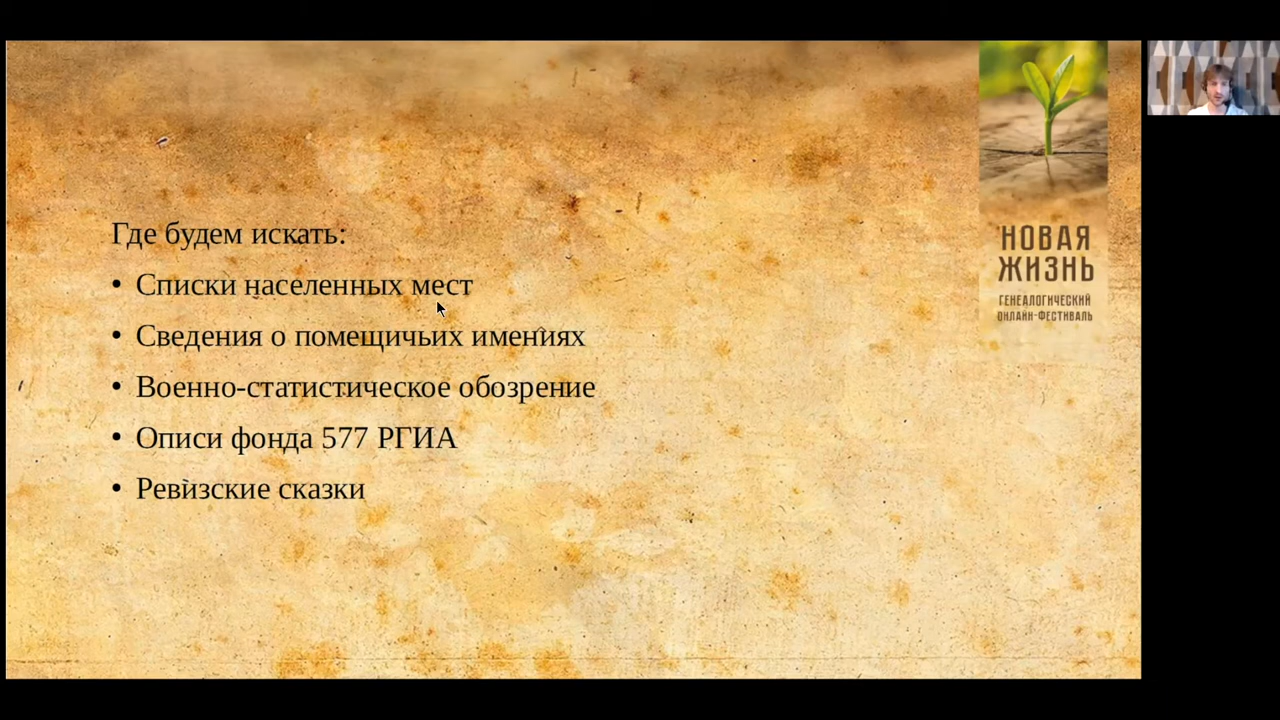 Где будем искать:
• Списки населенных мест
• Сведения о помещичьих имениях
• Военно-статистическое обозрение
• Описи фонда 577 РГИА
• Ревизские сказки
НОВАЯ
ЖИЗНЬ
ГЕНЕАЛОГИЧЕСКИЙ
ОНЛАЙН-ФЕСТИВАЛЬ